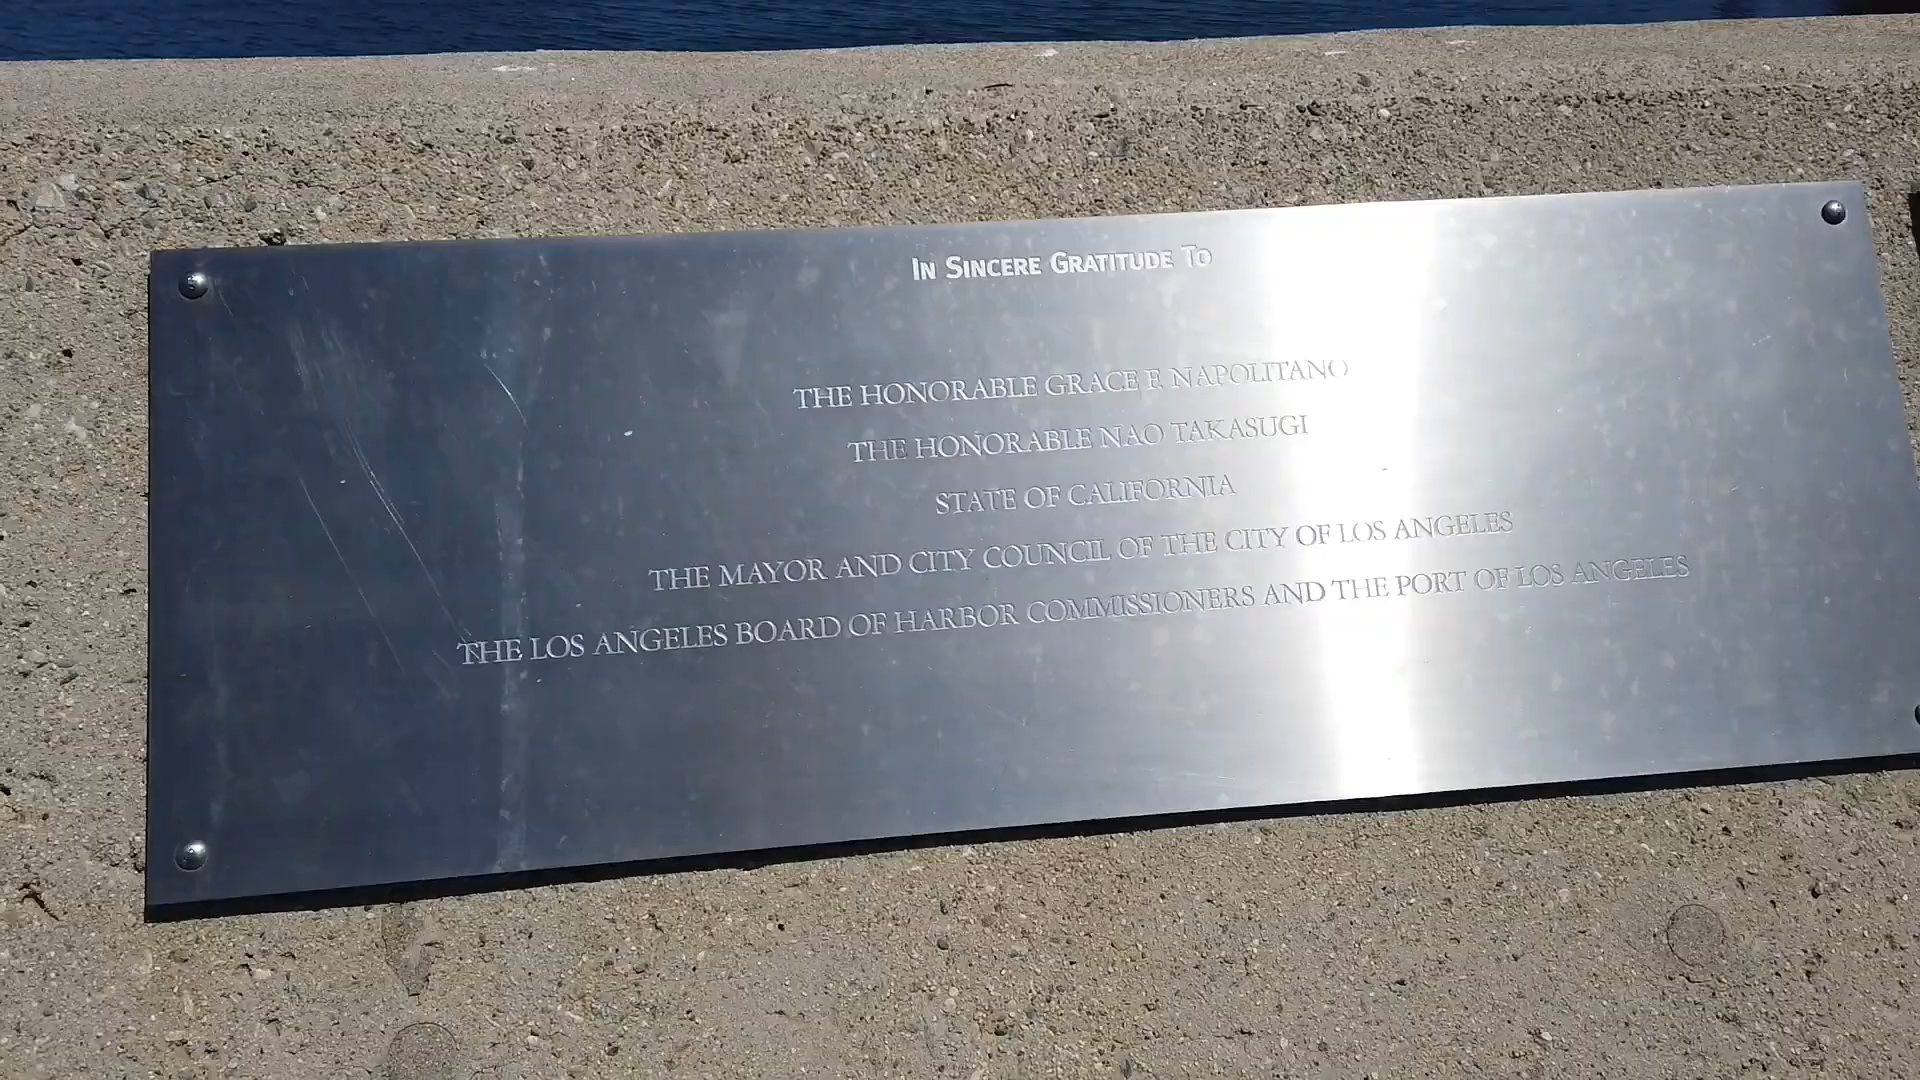 IN SINCERE GRATITUDE TO
THE HONORABLE GRACE F. NAPOLITANO
THE HONORABLE NAO TAKASUGI
STATE OF CALIFORNIA
THE MAYOR AND CITY COUNCIL OF THE CITY OF LOS ANGELES
THE LOS ANGELES BOARD OF HARBOR COMMISSIONERS AND THE PORT OF LOS ANGELES